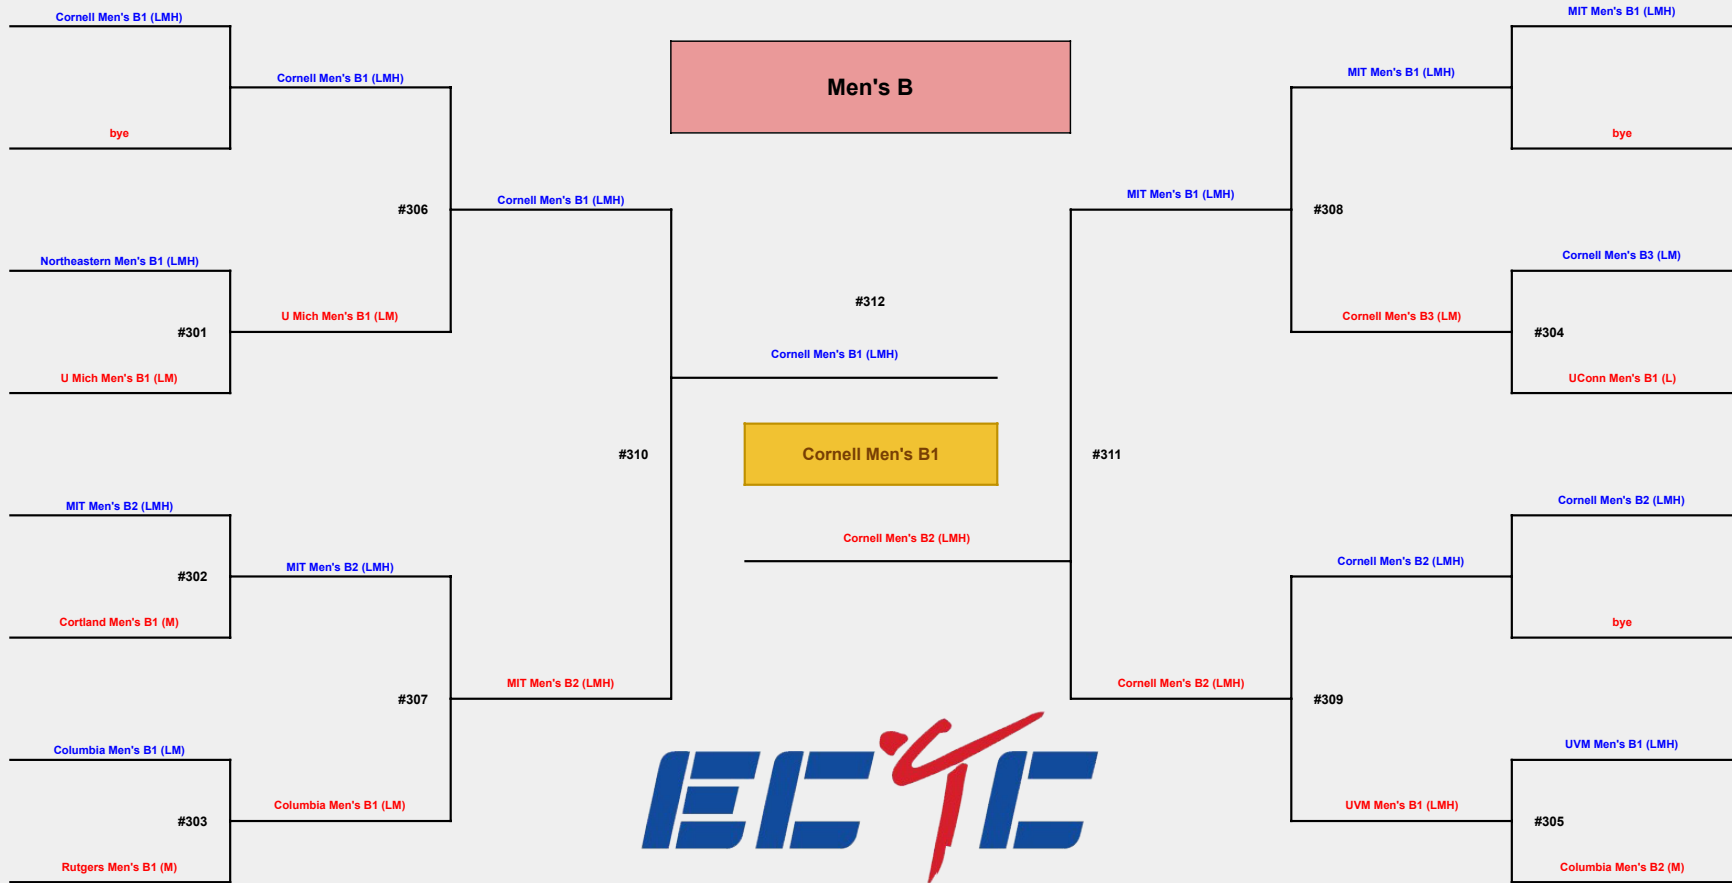 Cornell Men's B1 (LMH)
MIT Men's B1 (LMH)
Cornell Men's B1 (LMH)
Men's B
MIT Men's B1 (LMH)
bye
bye
#306
Cornell Men's B1 (LMH)
MIT Men's B1 (LMH)
#308
Northeastern Men's B1 (LMH)
Cornell Men's B3 (LM)
#312
#301
U Mich Men's B1 (LM)
Cornell Men's B3 (LM)
#304
Cornell Men's B1 (LMH)
U Mich Men's B1 (LM)
UConn Men's B1 (L)
#310
Cornell Men's B1
#311
MIT Men's B2 (LMH)
Cornell Men's B2 (LMH)
Cornell Men's B2 (LMH)
#302
MIT Men's B2 (LMH)
Cornell Men's B2 (LMH)
Cortland Men's B1 (M)
bye
#307
MIT Men's B2 (LMH)
Cornell Men's B2 (LMH)
#309
Columbia Men's B1 (LM)
UVM Men's B1 (LMH)
#303
Columbia Men's B1 (LM)
ECTC
UVM Men's B1 (LMH)
#305
Rutgers Men's B1 (M)
Columbia Men's B2 (M)